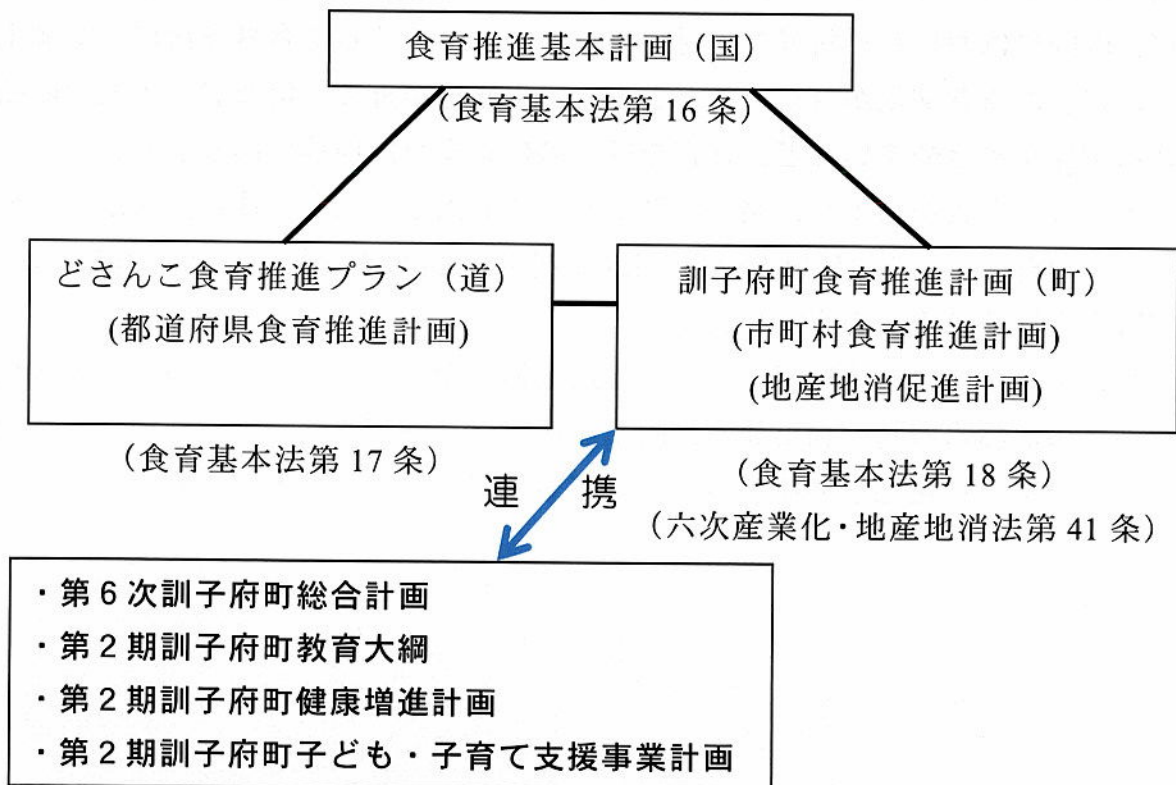 食育推進基本計画（国）
（食育基本法第 16 条）
どさんこ食育推進プラン（道）
(都道府県食育推進計画)
（食育基本法第 17 条）
訓子府町食育推進計画（町）
(市町村食育推進計画)
(地産地消促進計画)
（食育基本法第 18 条）
（六次産業化・地産地消法第 41 条）
連　携
・第６次訓子府町総合計画
・第２期訓子府町教育大綱
・第２期訓子府町健康増進計画
・第２期訓子府町子ども・子育て支援事業計画